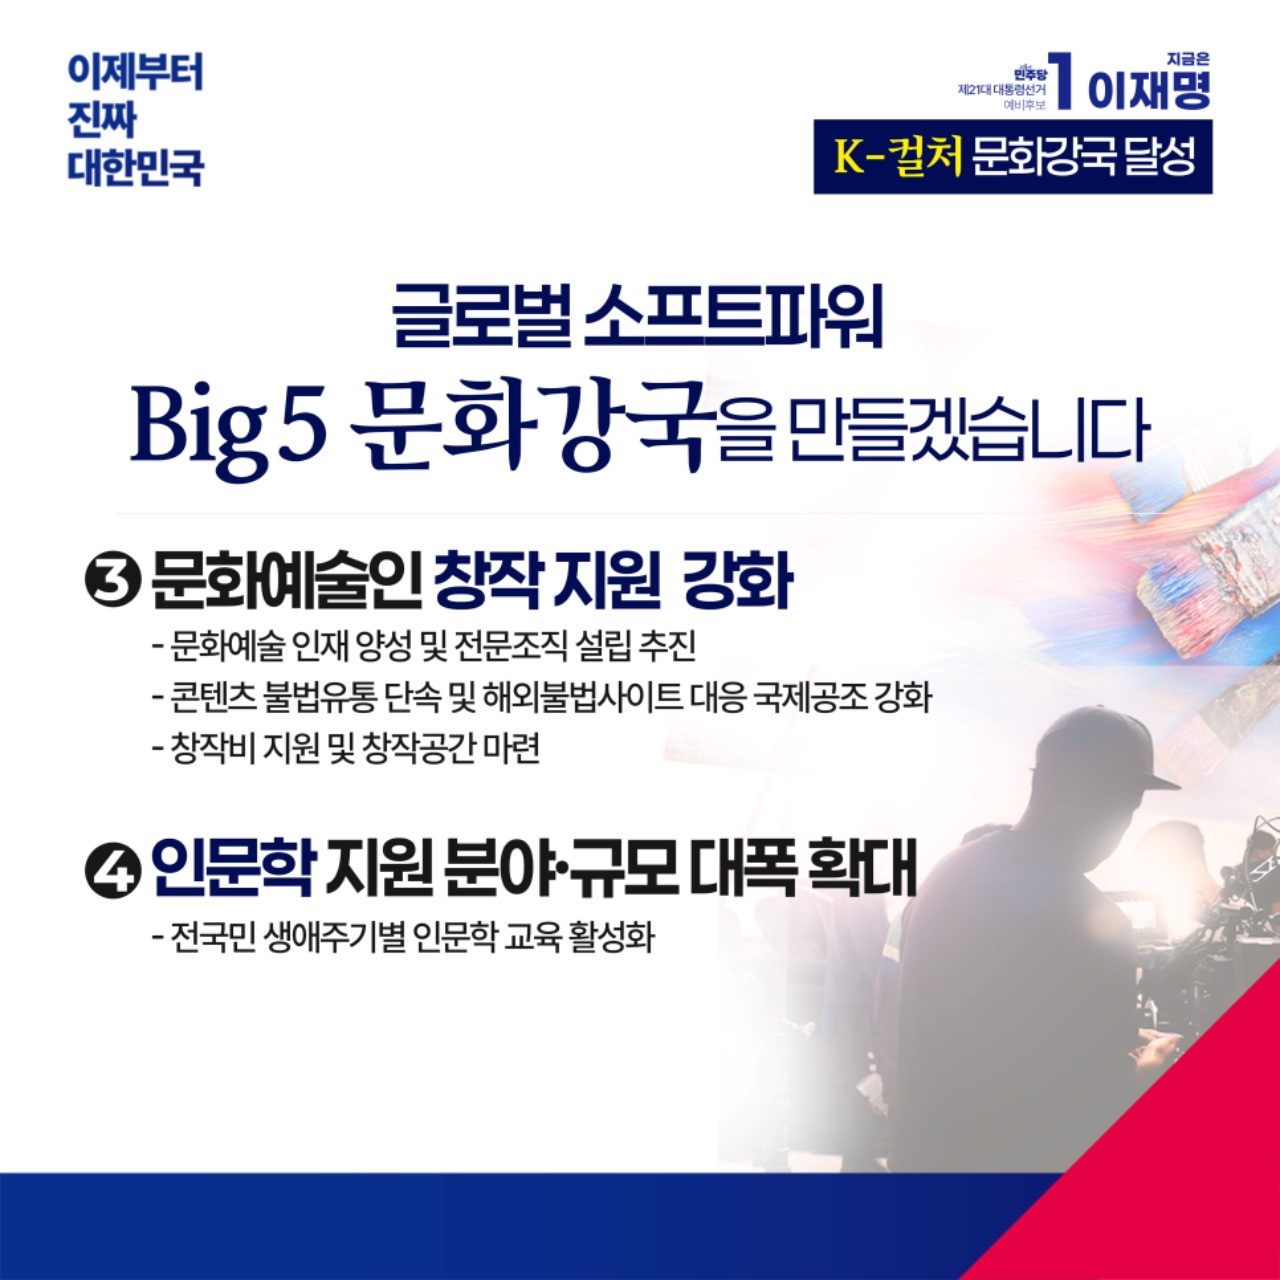 이제부터
진짜
대한민국
지금은
민주당
제21대 대통령선거
예비후보
1 이재명
K-컬처 문화강국 달성
글로벌 소프트파워
Big5 문화강국을 만들겠습니다
❸ 문화예술인 창작 지원 강화
- 문화예술 인재 양성 및 전문조직 설립 추진
- 콘텐츠 불법유통 단속 및 해외불법사이트 대응 국제공조 강화
- 창작비 지원 및 창작공간 마련
❹ 인문학 지원 분야·규모 대폭 확대
- 전국민 생애주기별 인문학 교육 활성화